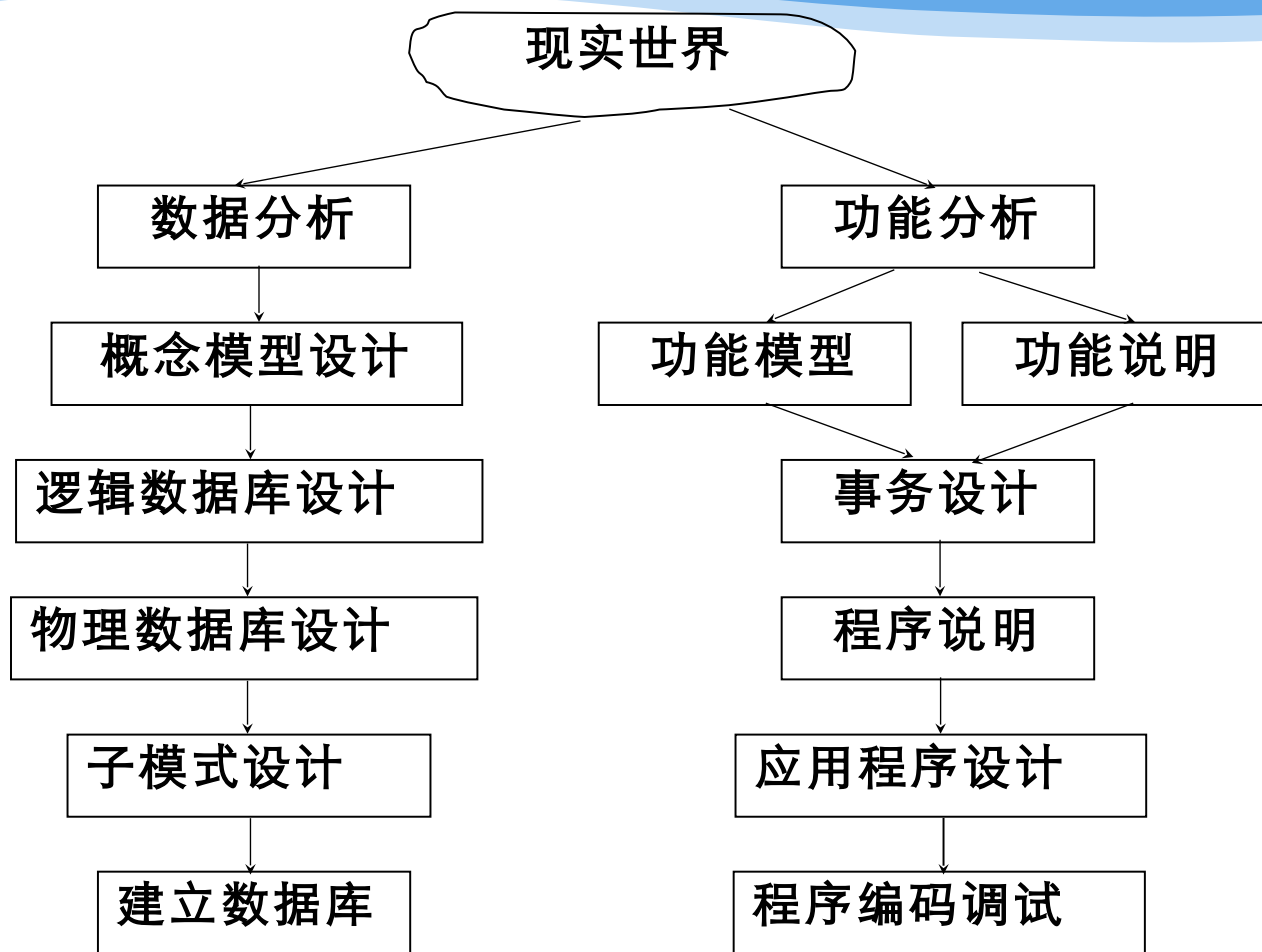 现实世界
数据分析
功能分析
概念模型设计
功能模型
功能说明
逻辑数据库设计
事务设计
物理数据库设计
程序说明
子模式设计
应用程序设计
建立数据库
程序编码调试